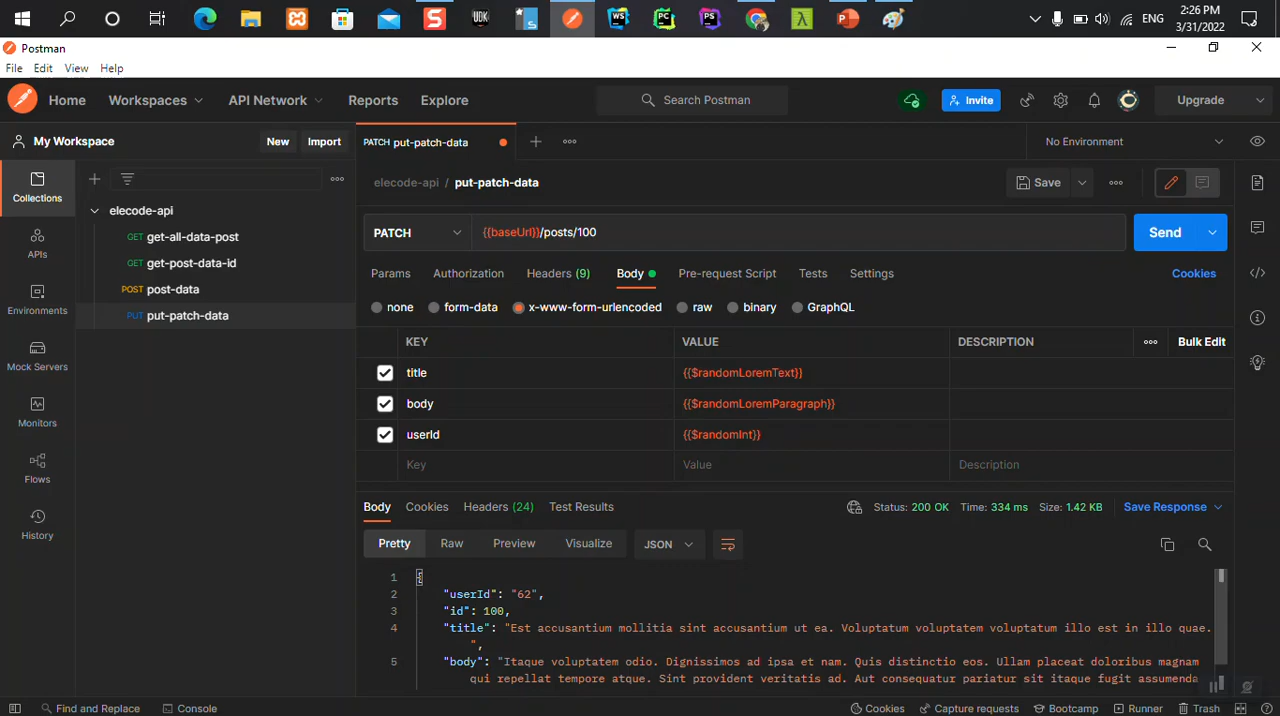 ENG
2:26 PM
3/31/2022
UDK
WS
PC
PS
Postman
File Edit View Help
Home Workspaces API Network Reports Explore Search Postman Invite Upgrade
My Workspace New Import PATCH put-patch-data No Environment
Collections
APIs
Environments
Mock Servers
Monitors
Flows
History
elecode-api
GET get-all-data-post
GET get-post-data-id
POST post-data
PUT put-patch-data
elecode-api / put-patch-data Save
PATCH {{baseUrl}}/posts/100 Send
Params Authorization Headers (9) Body Pre-request Script Tests Settings Cookies
none form-data x-www-form-urlencoded raw binary GraphQL
KEY VALUE DESCRIPTION Bulk Edit
title {{$randomLoremText}}
body {{$randomLoremParagraph}}
userId {{$randomInt}}
Key Value Description
Body Cookies Headers (24) Test Results Status: 200 OK Time: 334 ms Size: 1.42 KB Save Response
Pretty Raw Preview Visualize JSON
1 {
2 "userId": "62",
3 "id": 100,
4 "title": "Est accusantium mollitia sint accusantium ut ea. Voluptatum voluptatem voluptatum illo est in illo quae.
",
5 "body": "Itaque voluptatem odio. Dignissimos ad ipsa et nam. Quis distinctio eos. Ullam placeat doloribus magnam
qui repellat tempore atque. Sint provident veritatis ad. Aut consequatur pariatur sit itaque fugit assumenda
Find and Replace Console Cookies Capture requests Bootcamp Runner Trash